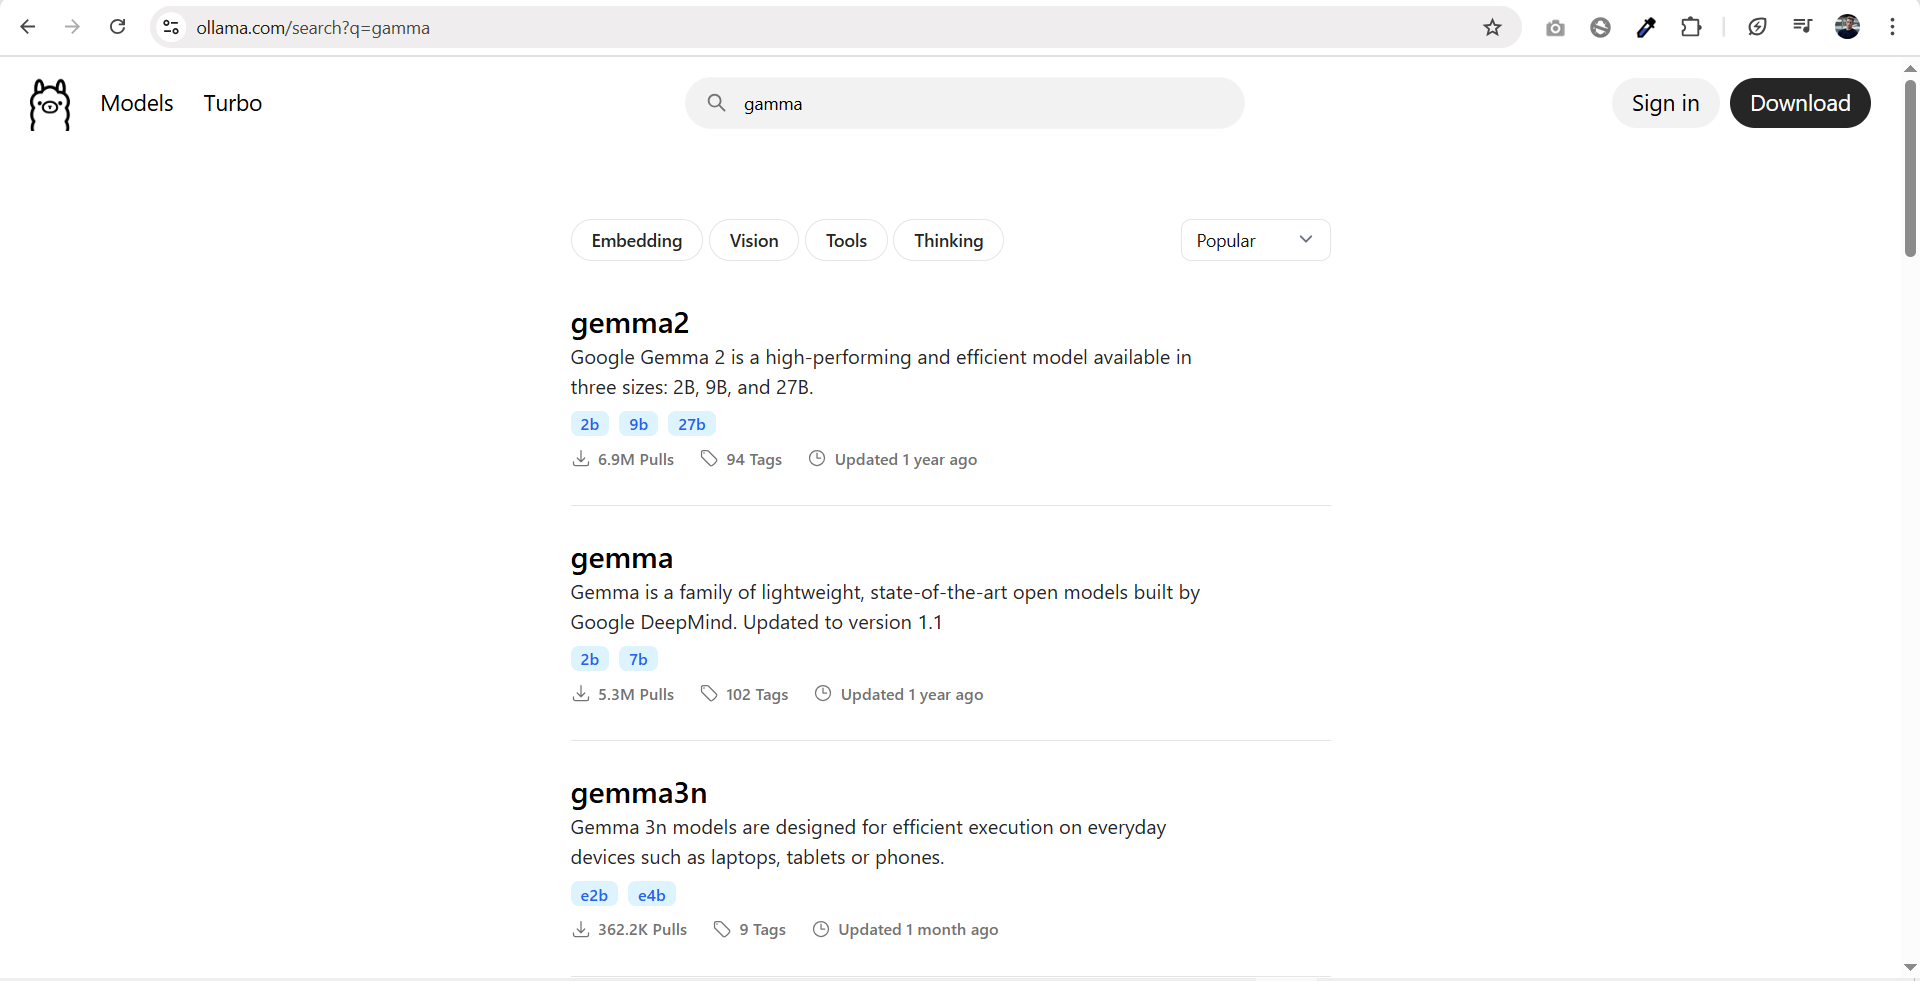 ollama.com/search?q=gamma
Models Turbo
gamma
Sign in
Download
Embedding Vision Tools Thinking
Popular
gemma2
Google Gemma 2 is a high-performing and efficient model available in
three sizes: 2B, 9B, and 27B.
2b 9b 27b
6.9M Pulls 94 Tags Updated 1 year ago
gemma
Gemma is a family of lightweight, state-of-the-art open models built by
Google DeepMind. Updated to version 1.1
2b 7b
5.3M Pulls 102 Tags Updated 1 year ago
gemma3n
Gemma 3n models are designed for efficient execution on everyday
devices such as laptops, tablets or phones.
e2b e4b
362.2K Pulls 9 Tags Updated 1 month ago